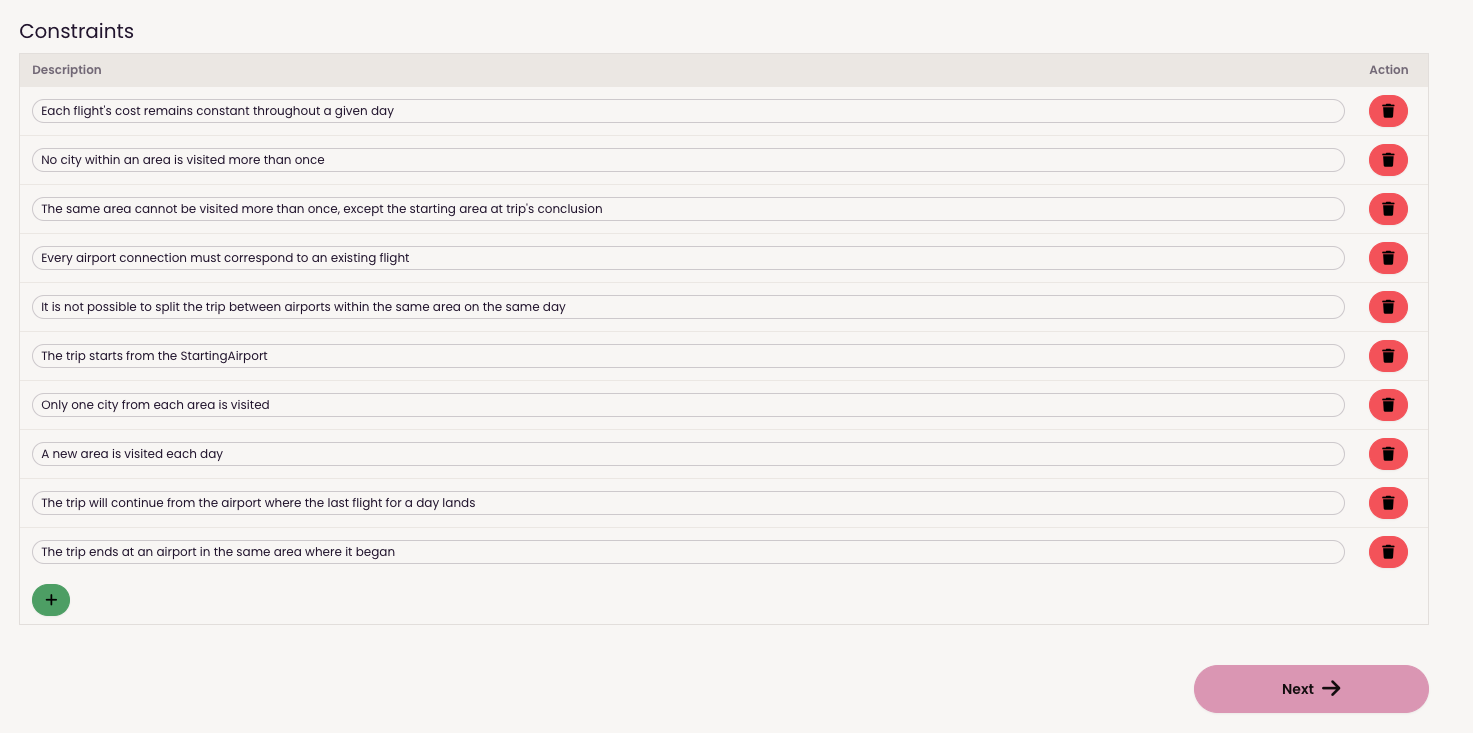 Constraints
Description Action
Each flight's cost remains constant throughout a given day
No city within an area is visited more than once
The same area cannot be visited more than once, except the starting area at trip's conclusion
Every airport connection must correspond to an existing flight
It is not possible to split the trip between airports within the same area on the same day
The trip starts from the StartingAirport
Only one city from each area is visited
A new area is visited each day
The trip will continue from the airport where the last flight for a day lands
The trip ends at an airport in the same area where it began
Next